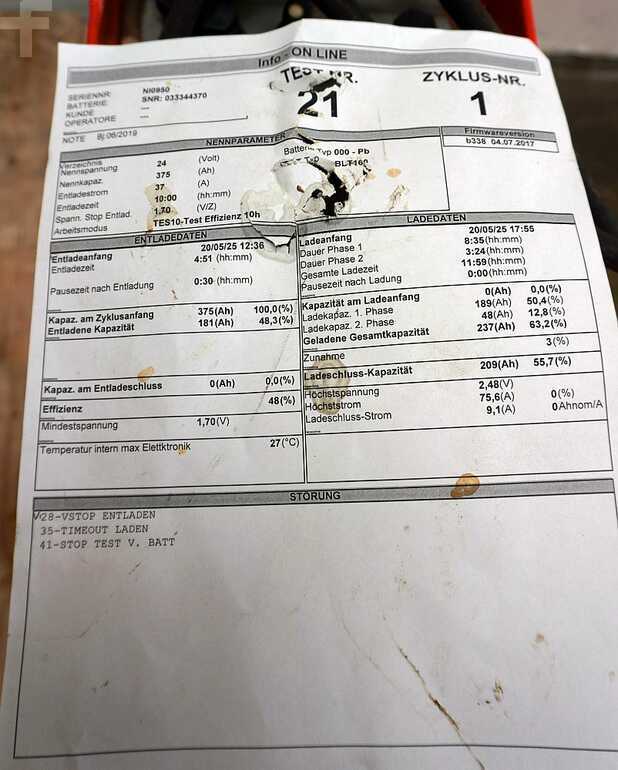 Info : ON LINE
TEST-NR. ZYKLUS-NR.
21 1
SERIENNR: NI0950
BATTERIE: SNR: 033344370
KUNDE ---
OPERATORE ---
NOTE Bj.06/2019
Firmwareversion
b338 04.07.2017
NENNPARAMETER
Verzeichnis Typ 000 - Pb
Nennspannung 24 (Volt) BLT160
Nennkapaz. 375 (Ah)
Entladestrom 37 (A)
Entladezeit 10:00 (hh:mm)
Spann. Stop Entlad. 1,70 (V/Z)
Arbeitsmodus TES10-Test Effizienz 10h
ENTLADEDATEN
Entladeanfang 20/05/25 12:36
Entladezeit 4:51 (hh:mm)
Pausezeit nach Entladung 0:30 (hh:mm)
Kapaz. am Zyklusanfang 375(Ah) 100,0(%)
Entladene Kapazität 181(Ah) 48,3(%)
Kapaz. am Entladeschluss 0(Ah) 0,0(%)
Effizienz 48(%)
Mindestspannung 1,70(V)
Temperatur intern max Elettktronik 27(°C)
LADEDATEN
Ladeanfang 20/05/25 17:55
Dauer Phase 1 8:35(hh:mm)
Dauer Phase 2 3:24(hh:mm)
Gesamte Ladezeit 11:59(hh:mm)
Pausezeit nach Ladung 0:00(hh:mm)
Kapazität am Ladeanfang 0(Ah) 0,0(%)
Ladekapaz. 1. Phase 189(Ah) 50,4(%)
Ladekapaz. 2. Phase 48(Ah) 12,8(%)
Geladene Gesamtkapazität 237(Ah) 63,2(%)
Zunahme 3(%)
Ladeschluss-Kapazität 209(Ah) 55,7(%)
Höchstspannung 2,48(V)
Höchststrom 75,6(A) 0(%)
Ladeschluss-Strom 9,1(A) 0Ahnom/A
STÖRUNG
28-VSTOP ENTLADEN
35-TIMEOUT LADEN
41-STOP TEST V. BATT